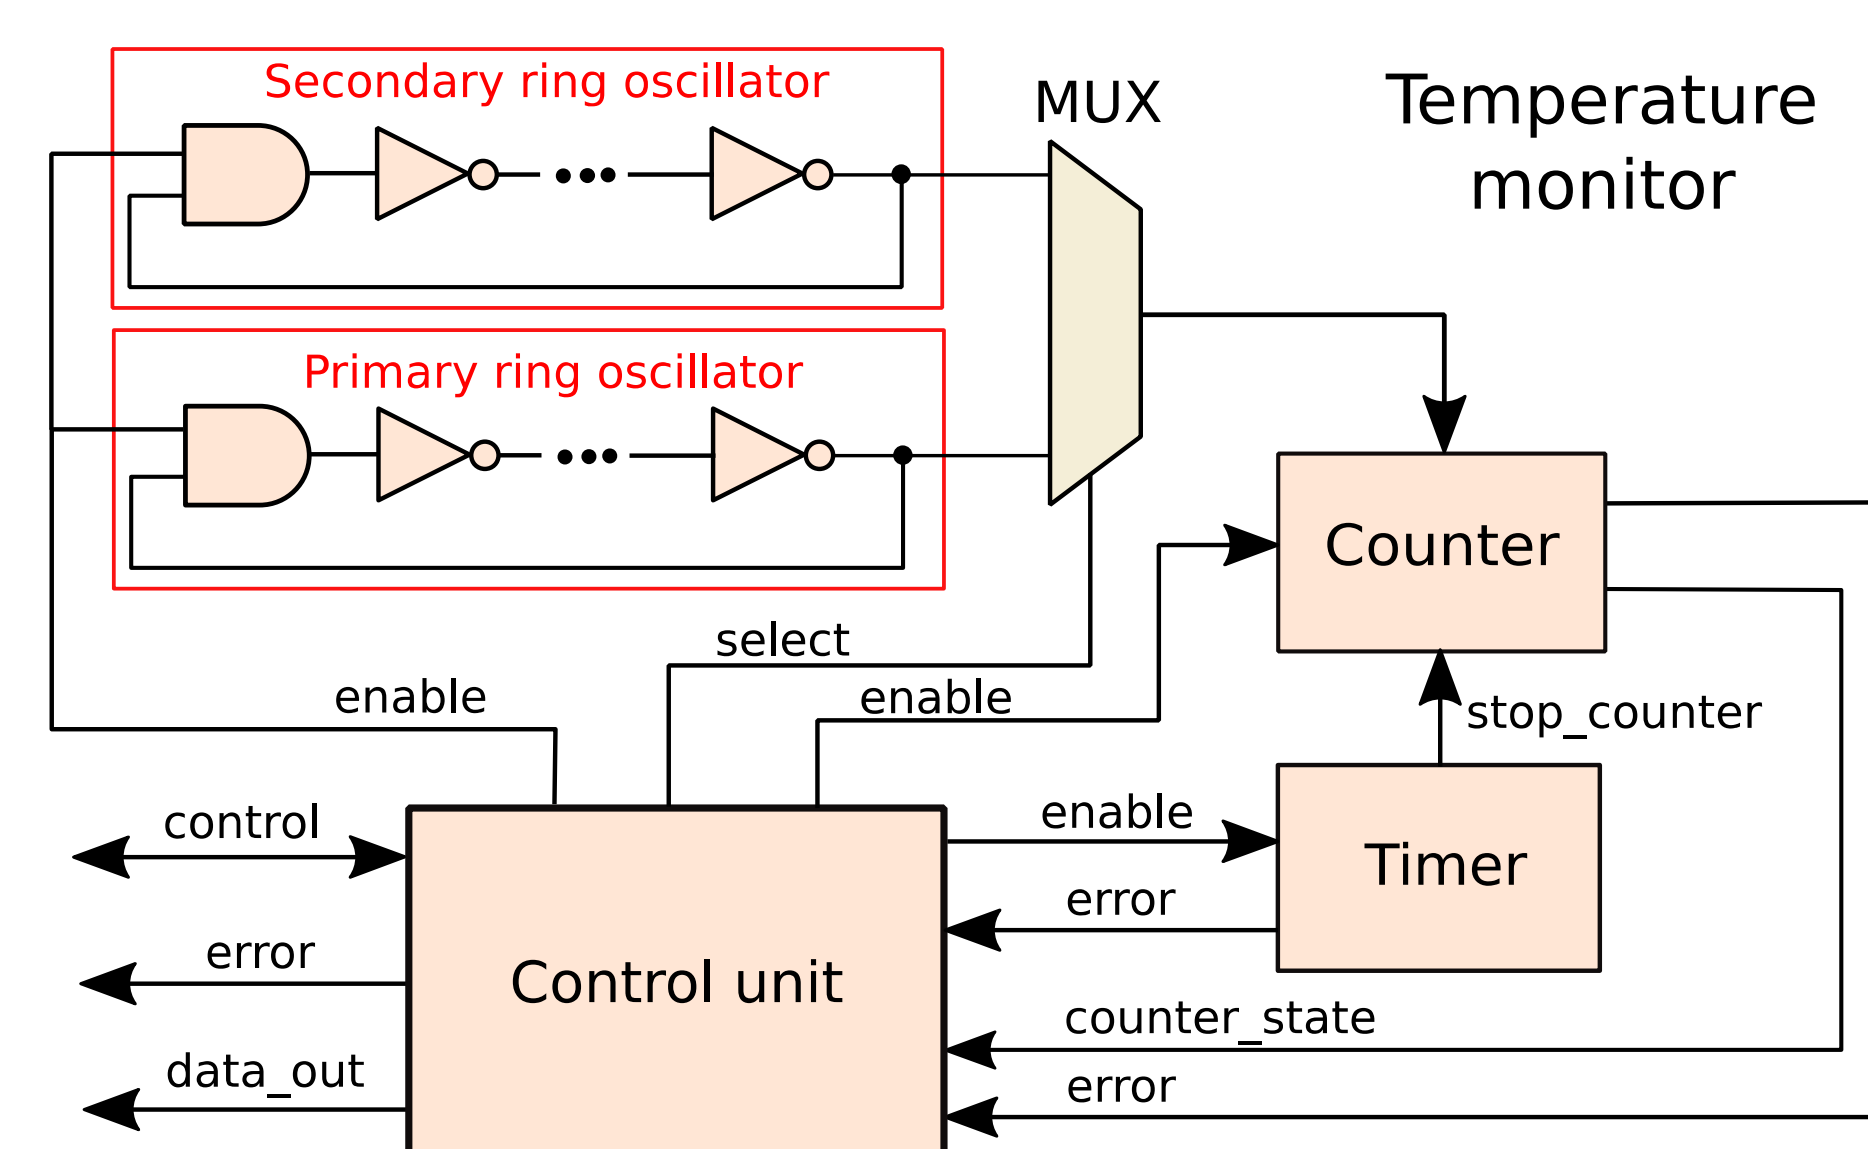 Secondary ring oscillator
MUX
Temperature
monitor
Primary ring oscillator
Counter
select
enable
enable
stop_counter
control
enable
Timer
error
error
Control unit
counter_state
data_out
error